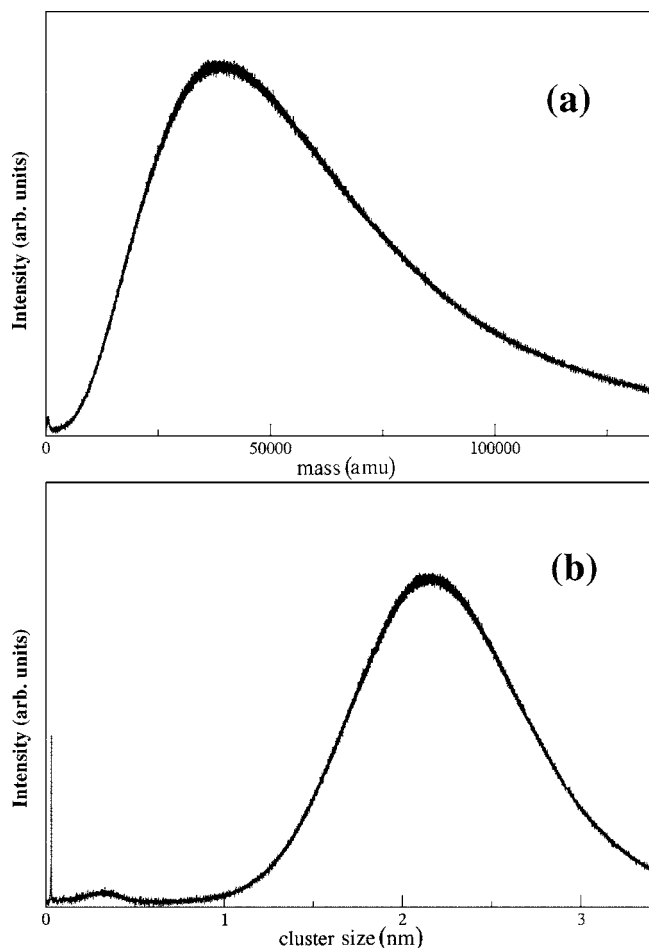 (a)
Intensity (arb. units)
0 50000 100000
mass (amu)
(b)
Intensity (arb. units)
0 1 2 3
cluster size (nm)